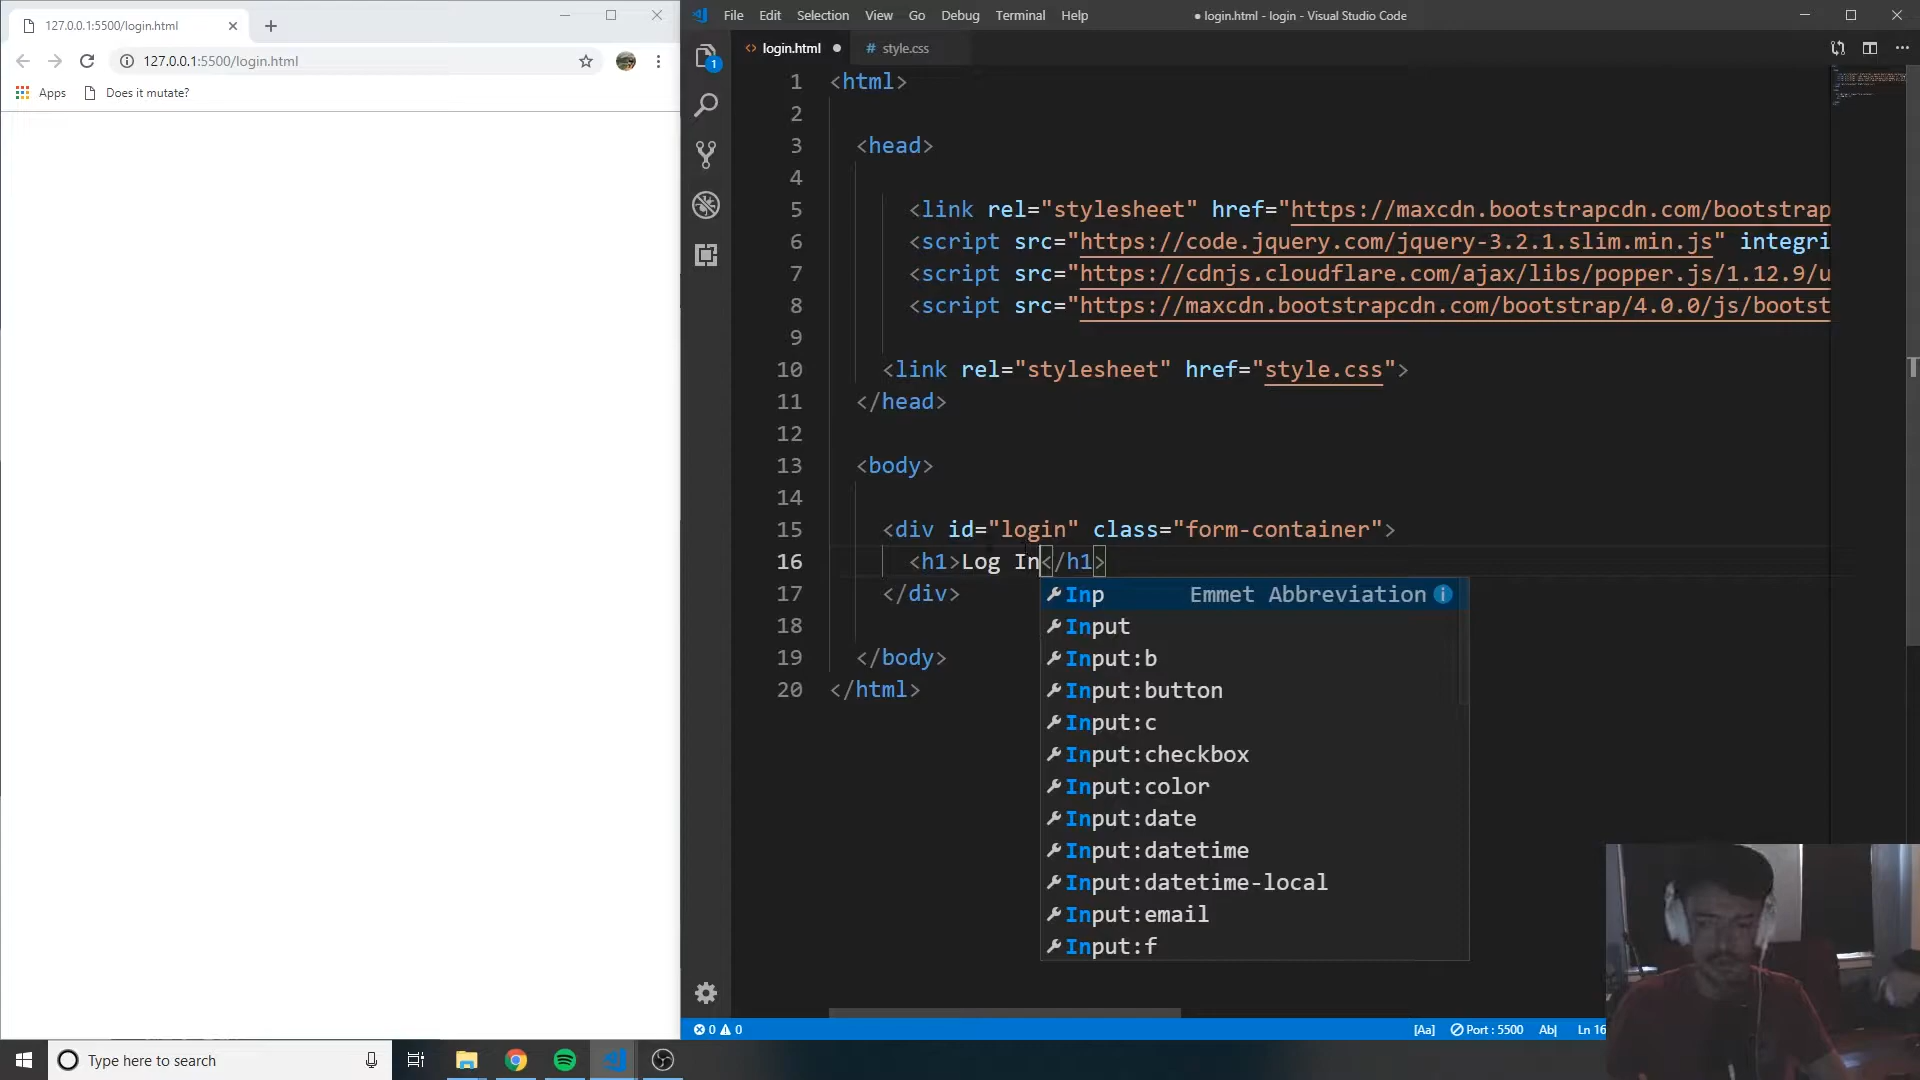 127.0.0.1:5500/login.html
127.0.0.1:5500/login.html
Apps
Does it mutate?
File Edit Selection View Go Debug Terminal Help
● login.html - login - Visual Studio Code
<> login.html ●
# style.css
1
1 <html>
2
3 <head>
4
5 <link rel="stylesheet" href="https://maxcdn.bootstrapcdn.com/bootstrap
6 <script src="https://code.jquery.com/jquery-3.2.1.slim.min.js" integri
7 <script src="https://cdnjs.cloudflare.com/ajax/libs/popper.js/1.12.9/u
8 <script src="https://maxcdn.bootstrapcdn.com/bootstrap/4.0.0/js/bootst
9
10 <link rel="stylesheet" href="style.css">
11 </head>
12
13 <body>
14
15 <div id="login" class="form-container">
16 <h1>Log In</h1>
17 </div>
18
19 </body>
20 </html>
Inp Emmet Abbreviation
Input
Input:b
Input:button
Input:c
Input:checkbox
Input:color
Input:date
Input:datetime
Input:datetime-local
Input:email
Input:f
0 0
[Aa] Port : 5500 Ab| Ln 16
Type here to search